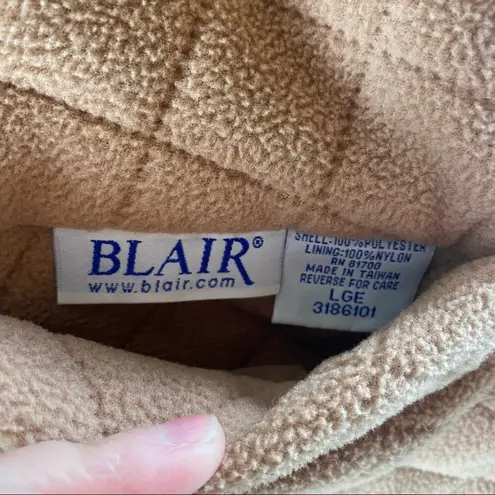 BLAIR®
www.blair.com
SHELL:100%POLYESTER
LINING:100%NYLON
RN 81700
MADE IN TAIWAN
REVERSE FOR CARE
LGE
3186101